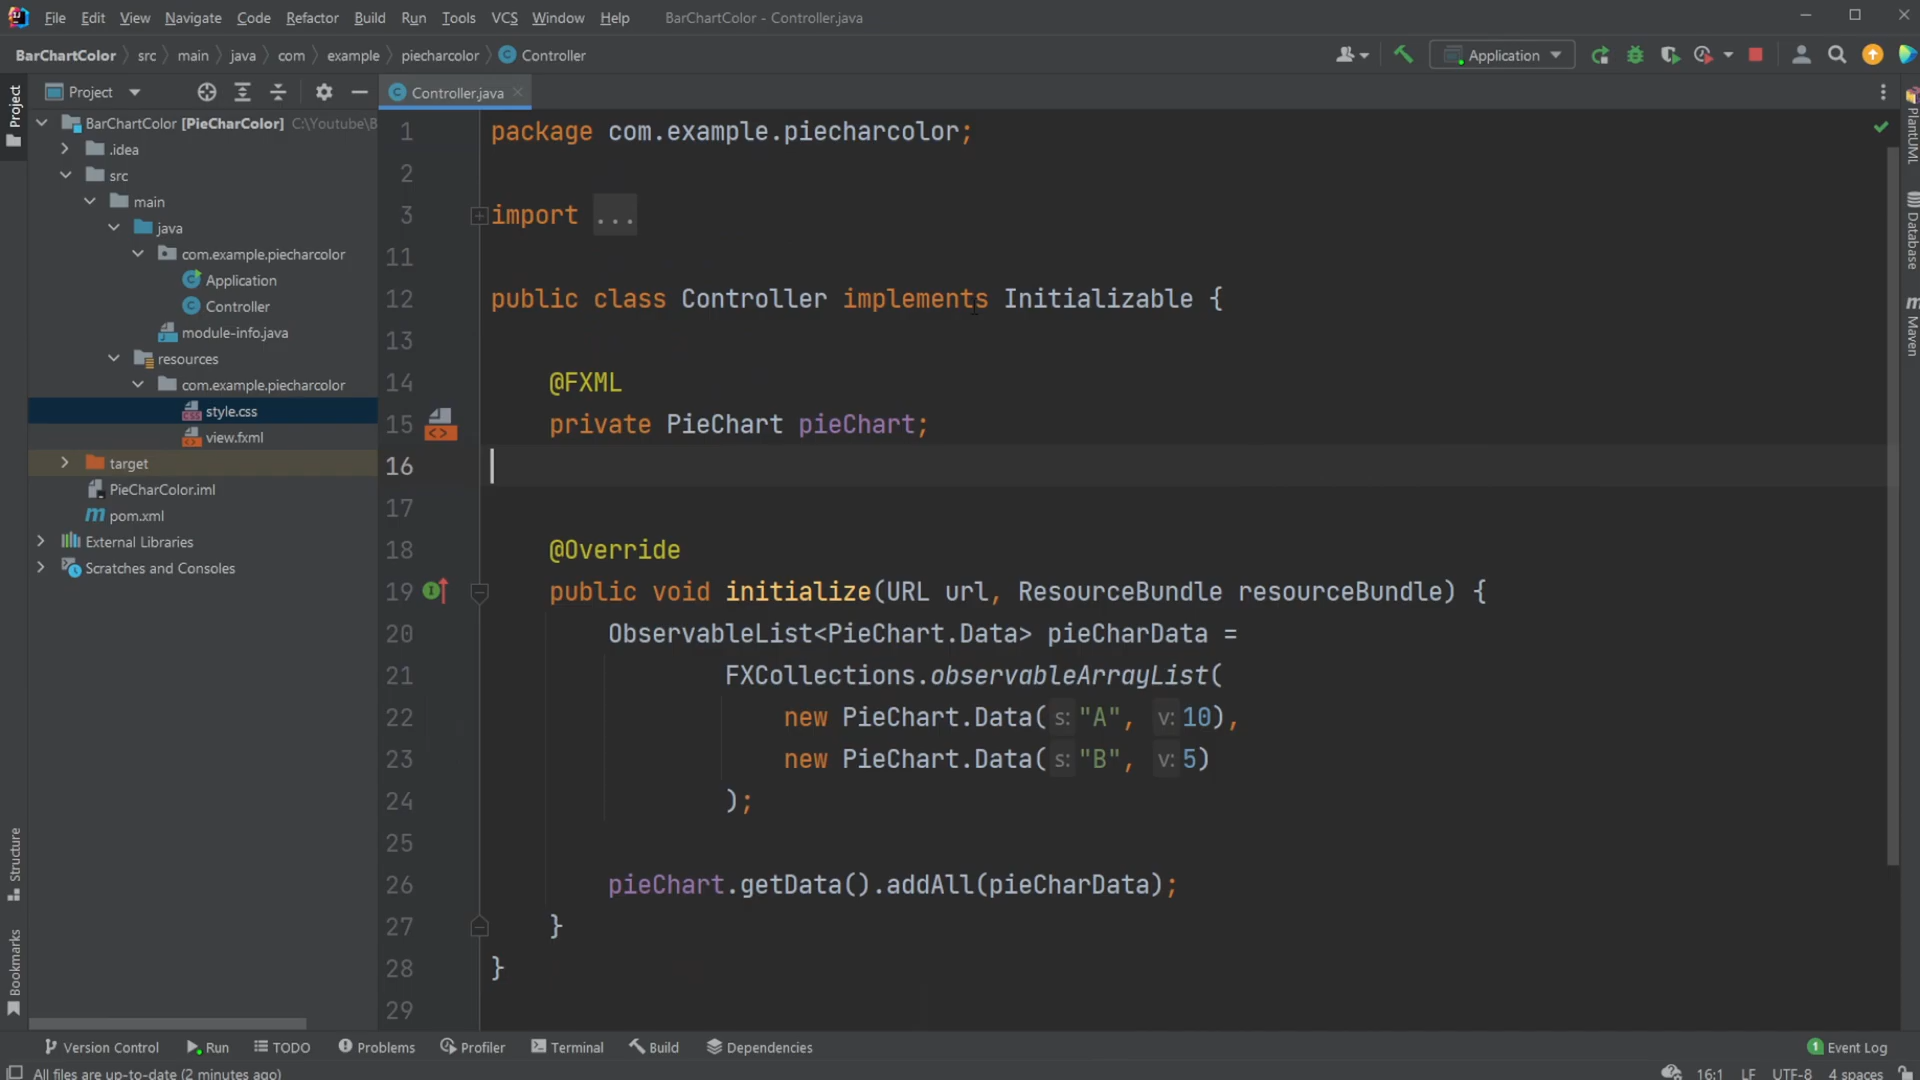 File Edit View Navigate Code Refactor Build Run Tools VCS Window Help BarChartColor - Controller.java
BarChartColor src main java com example piecharcolor Controller Application
Project
Controller.java
BarChartColor [PieCharColor] C:\Youtube\B
.idea
src
main
java
com.example.piecharcolor
Application
Controller
module-info.java
resources
com.example.piecharcolor
style.css
view.fxml
target
PieCharColor.iml
pom.xml
External Libraries
Scratches and Consoles
Project
Structure
Bookmarks
1 package com.example.piecharcolor;
2
3 import ...
11
12 public class Controller implements Initializable {
13
14 @FXML
15 private PieChart pieChart;
16
17
18 @Override
19 public void initialize(URL url, ResourceBundle resourceBundle) {
20 ObservableList<PieChart.Data> pieCharData =
21 FXCollections.observableArrayList(
22 new PieChart.Data( s: "A", v: 10),
23 new PieChart.Data( s: "B", v: 5)
24 );
25
26 pieChart.getData().addAll(pieCharData);
27 }
28 }
29
PlantUML
Database
Maven
Version Control Run TODO Problems Profiler Terminal Build Dependencies 1 Event Log
All files are up-to-date (2 minutes ago) 16:1 LF UTF-8 4 spaces